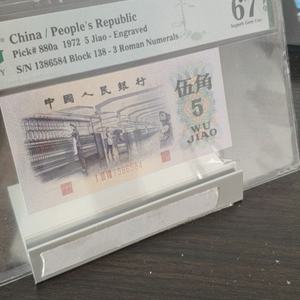 China / People's Republic
Pick# 880a 1972 5 Jiao - Engraved
S/N 1386584 Block 138 - 3 Roman Numerals
67
Superb Gem Unc
中国人民银行
伍角
5
WU
JIAO
1386584